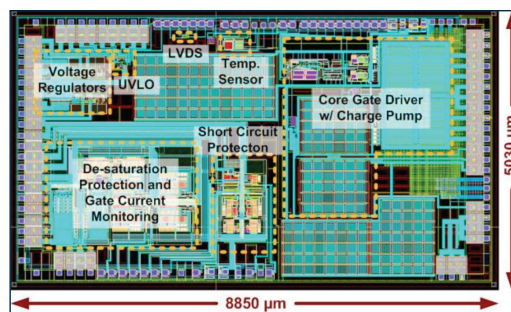 LVDS
Temp.
Sensor
Voltage
Regulators
UVLO
Core Gate Driver
w/ Charge Pump
Short Circuit
Protecton
De-saturation
Protection and
Gate Current
Monitoring
5030 µm
8850 µm